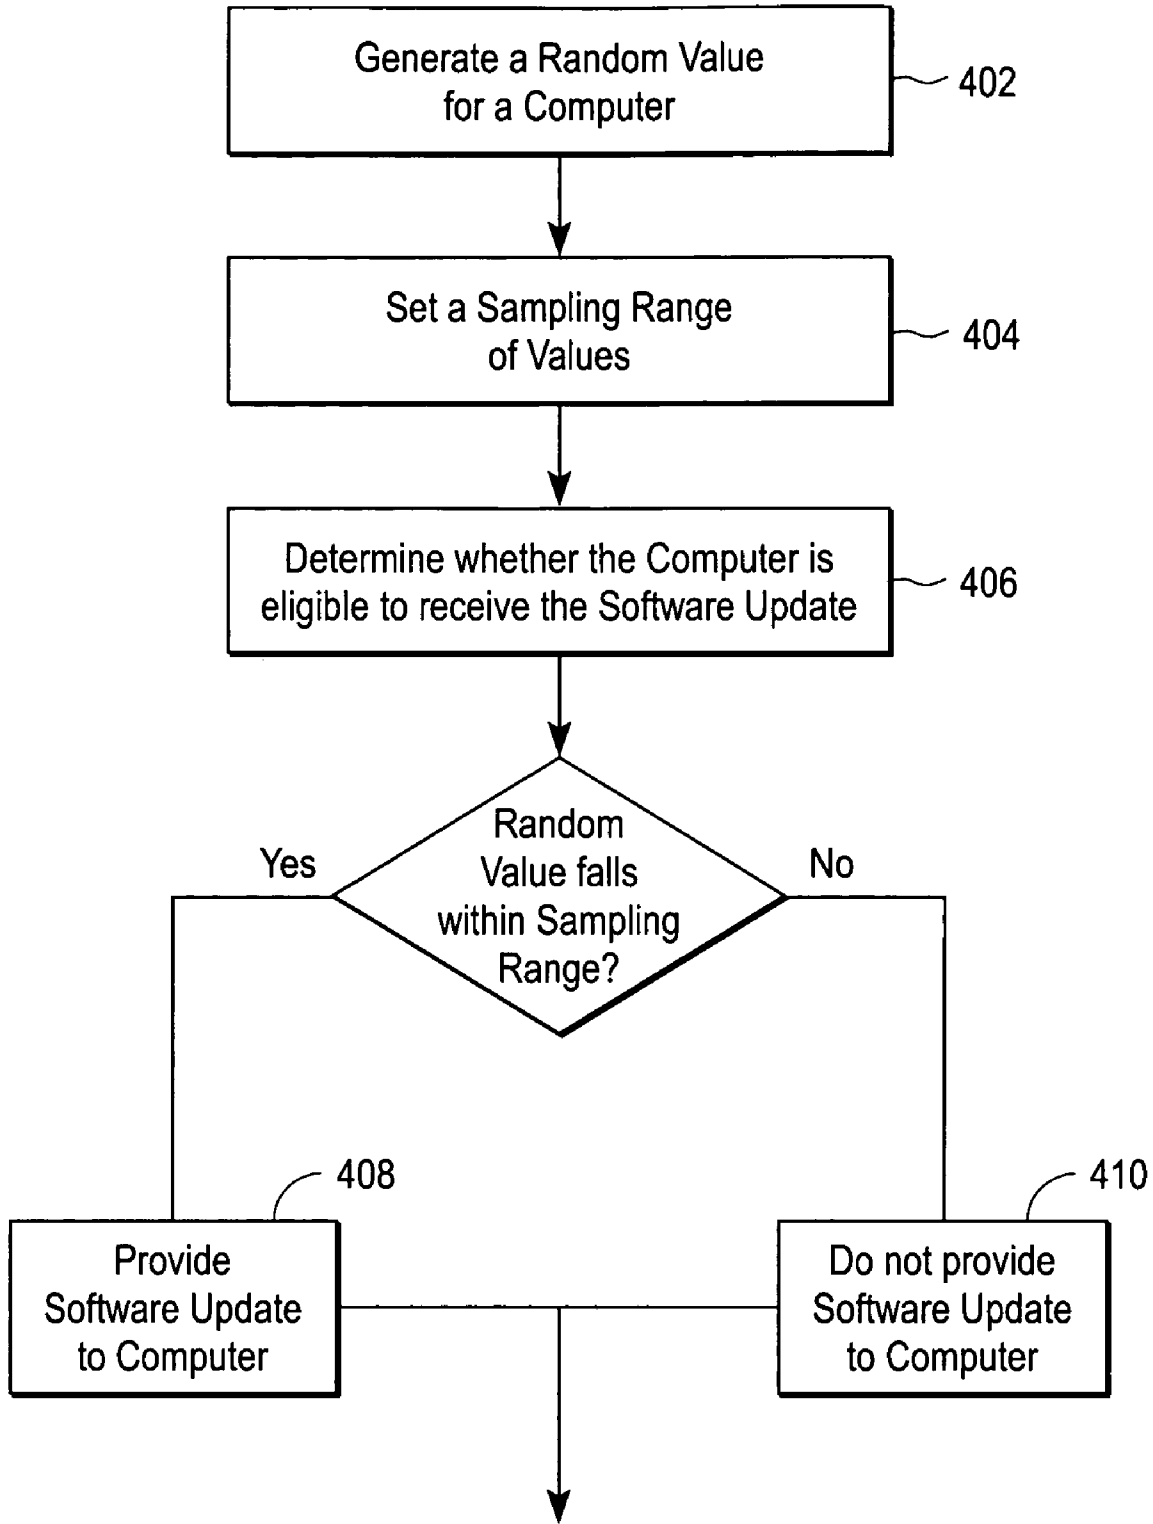 Generate a Random Value
for a Computer
402
Set a Sampling Range
of Values
404
Determine whether the Computer is
eligible to receive the Software Update
406
Random
Value falls
within Sampling
Range?
Yes
No
408
410
Provide
Software Update
to Computer
Do not provide
Software Update
to Computer